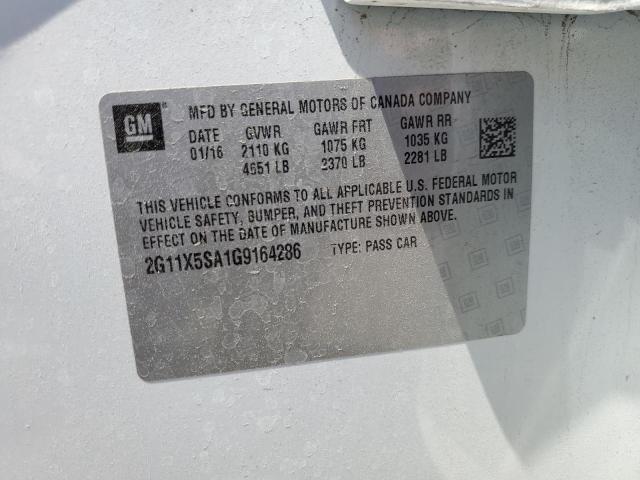 GM
MFD BY GENERAL MOTORS OF CANADA COMPANY
DATE GVWR GAWR FRT GAWR RR
01/16 2110 KG 1075 KG 1035 KG
4651 LB 2370 LB 2281 LB
THIS VEHICLE CONFORMS TO ALL APPLICABLE U.S. FEDERAL MOTOR
VEHICLE SAFETY, BUMPER, AND THEFT PREVENTION STANDARDS IN
EFFECT ON THE DATE OF MANUFACTURE SHOWN ABOVE.
2G11X5SA1G9164286 TYPE: PASS CAR